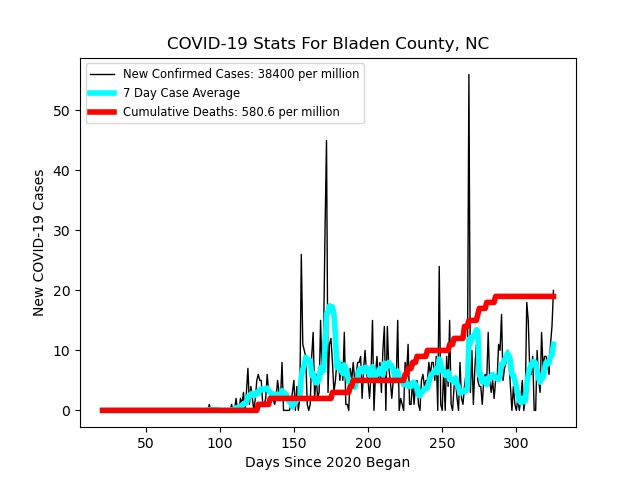 COVID-19 Stats For Bladen County, NC
New Confirmed Cases: 38400 per million
7 Day Case Average
Cumulative Deaths: 580.6 per million
New COVID-19 Cases
50
40
30
20
10
0
50 100 150 200 250 300
Days Since 2020 Began